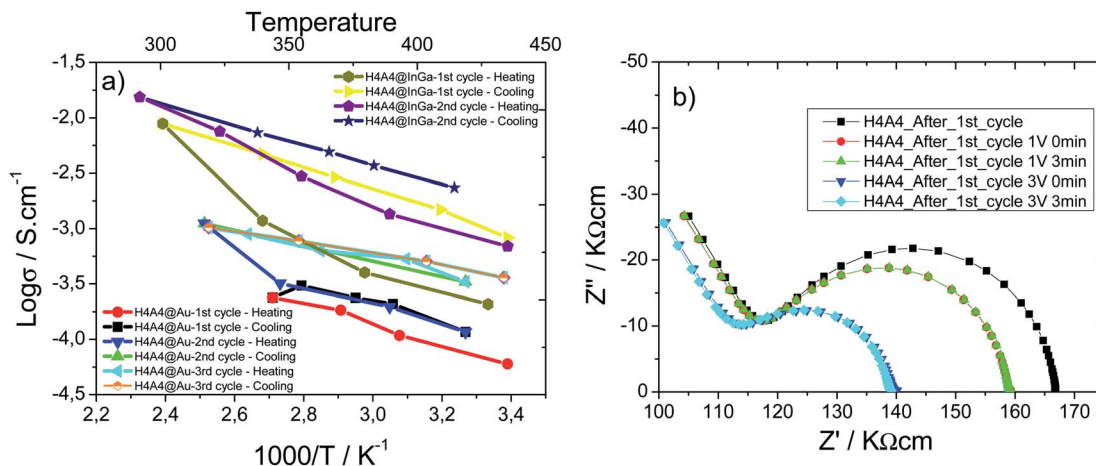 Temperature
300 350 400 450
-1,5
-2,0
-2,5
-3,0
-3,5
-4,0
-4,5
Logσ / S.cm-1
a)
H4A4@InGa-1st cycle - Heating
H4A4@InGa-1st cycle - Cooling
H4A4@InGa-2nd cycle - Heating
H4A4@InGa-2nd cycle - Cooling
H4A4@Au-1st cycle - Heating
H4A4@Au-1st cycle - Cooling
H4A4@Au-2nd cycle - Heating
H4A4@Au-2nd cycle - Cooling
H4A4@Au-3rd cycle - Heating
H4A4@Au-3rd cycle - Cooling
2,2 2,4 2,6 2,8 3,0 3,2 3,4
1000/T / K-1
-50
-40
-30
-20
-10
0
Z'' / KΩcm
b)
H4A4_After_1st_cycle
H4A4_After_1st_cycle 1V 0min
H4A4_After_1st_cycle 1V 3min
H4A4_After_1st_cycle 3V 0min
H4A4_After_1st_cycle 3V 3min
100 110 120 130 140 150 160 170
Z' / KΩcm